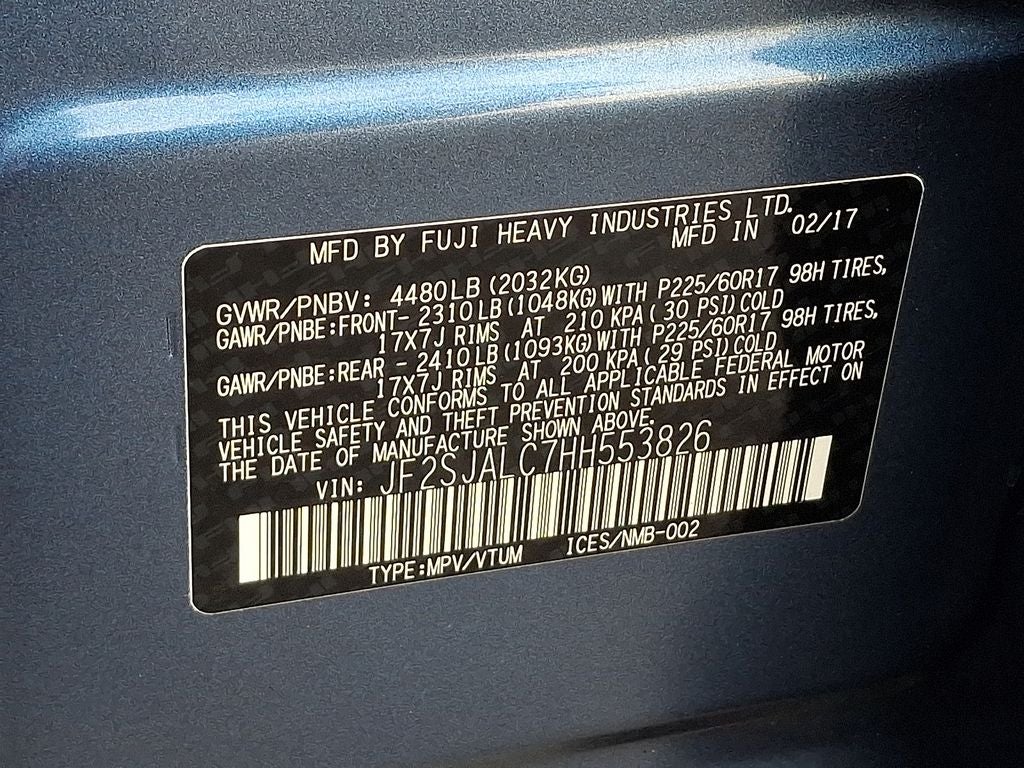 MFD BY FUJI HEAVY INDUSTRIES LTD.
MFD IN 02/17
GVWR/PNBV: 4480LB(2032KG)
GAWR/PNBE:FRONT- 2310LB(1048KG)WITH P225/60R17 98H TIRES,
17X7J RIMS AT 210 KPA(30 PSI)COLD
GAWR/PNBE:REAR - 2410LB(1093KG)WITH P225/60R17 98H TIRES,
17X7J RIMS AT 200 KPA(29 PSI)COLD
THIS VEHICLE CONFORMS TO ALL APPLICABLE FEDERAL MOTOR
VEHICLE SAFETY AND THEFT PREVENTION STANDARDS IN EFFECT ON
THE DATE OF MANUFACTURE SHOWN ABOVE.
VIN: JF2SJALC7HH553826
TYPE:MPV/VTUM ICES/NMB-002